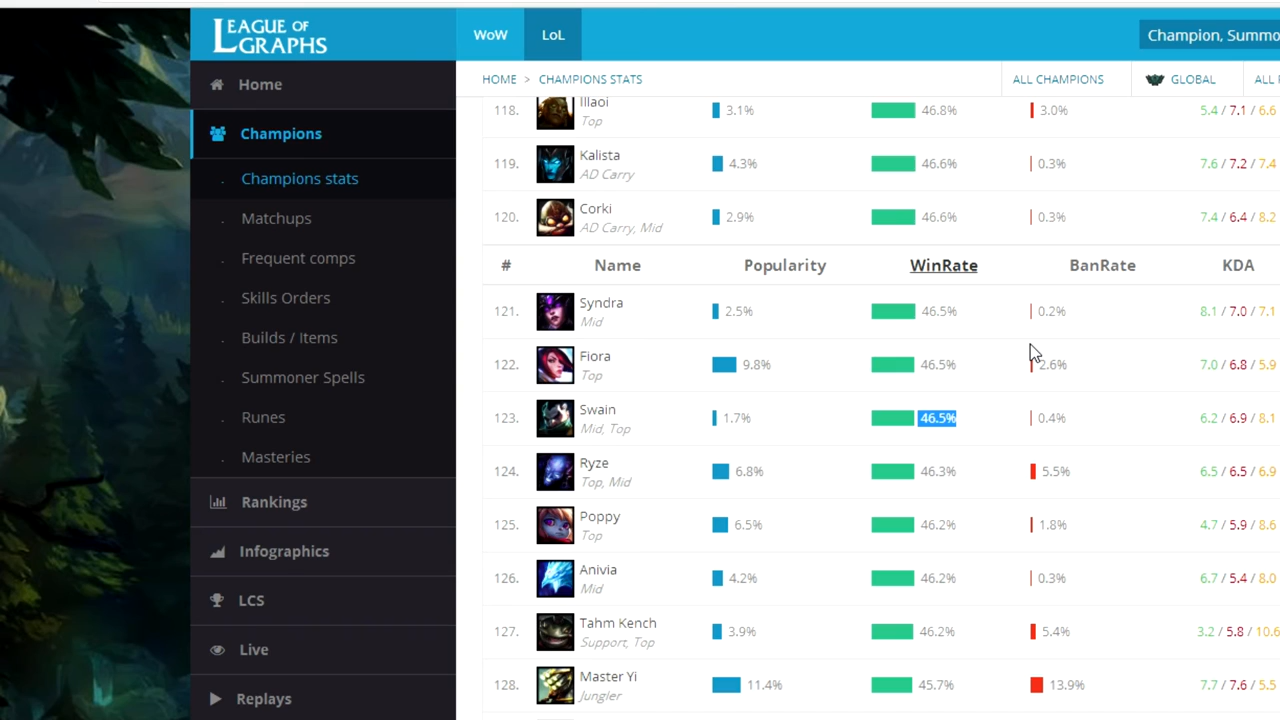 LEAGUE OF GRAPHS
WoW
LoL
Champion, Summo
HOME > CHAMPIONS STATS
ALL CHAMPIONS
GLOBAL
ALL
Home
Champions
Champions stats
Matchups
Frequent comps
Skills Orders
Builds / Items
Summoner Spells
Runes
Masteries
Rankings
Infographics
LCS
Live
Replays
118. Illaoi 3.1% 46.8% 3.0% 5.4 / 7.1 / 6.6
Top
119. Kalista 4.3% 46.6% 0.3% 7.6 / 7.2 / 7.4
AD Carry
120. Corki 2.9% 46.6% 0.3% 7.4 / 6.4 / 8.2
AD Carry, Mid
# Name Popularity WinRate BanRate KDA
121. Syndra 2.5% 46.5% 0.2% 8.1 / 7.0 / 7.1
Mid
122. Fiora 9.8% 46.5% 2.6% 7.0 / 6.8 / 5.9
Top
123. Swain 1.7% 46.5% 0.4% 6.2 / 6.9 / 8.1
Mid, Top
124. Ryze 6.8% 46.3% 5.5% 6.5 / 6.5 / 6.9
Top, Mid
125. Poppy 6.5% 46.2% 1.8% 4.7 / 5.9 / 8.6
Top
126. Anivia 4.2% 46.2% 0.3% 6.7 / 5.4 / 8.0
Mid
127. Tahm Kench 3.9% 46.2% 5.4% 3.2 / 5.8 / 10.6
Support, Top
128. Master Yi 11.4% 45.7% 13.9% 7.7 / 7.6 / 5.5
Jungler